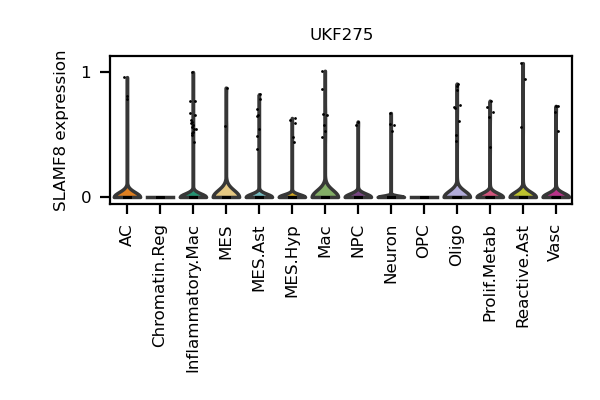 UKF275
SLAMF8 expression
1
0
AC
Chromatin.Reg
Inflammatory.Mac
MES
MES.Ast
MES.Hyp
Mac
NPC
Neuron
OPC
Oligo
Prolif.Metab
Reactive.Ast
Vasc